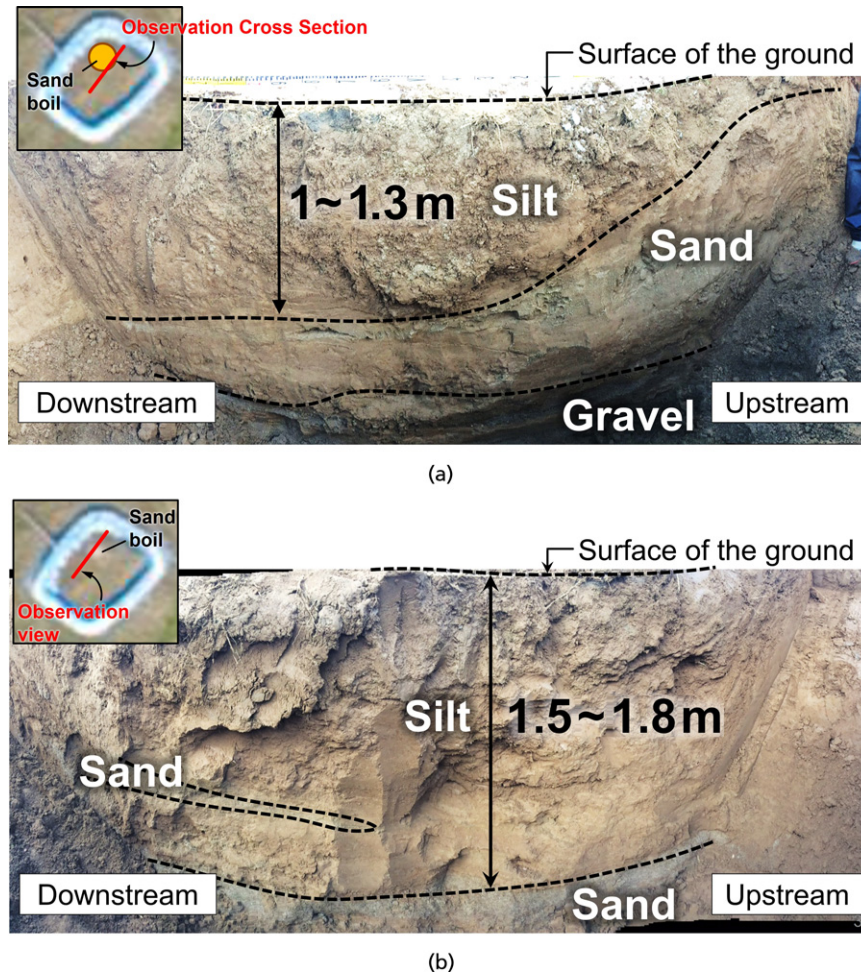 Observation Cross Section
Sand
boil
Surface of the ground
1~1.3 m
Silt
Sand
Downstream
Gravel
Upstream
(a)
Sand
boil
Observation
view
Surface of the ground
Silt
1.5~1.8 m
Sand
Downstream
Sand
Upstream
(b)